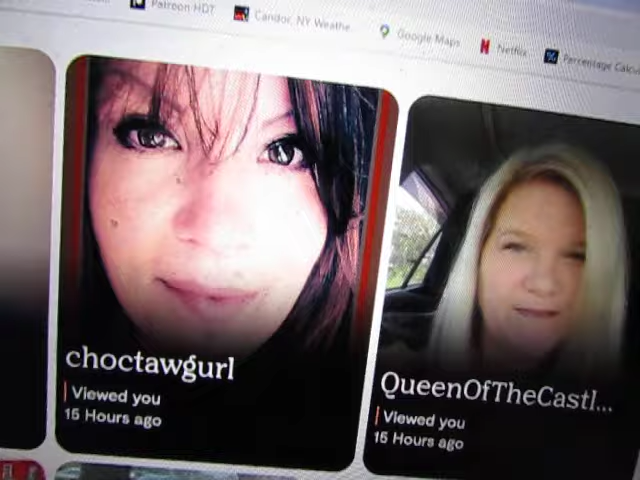 Patreon HDT
Candor, NY Weathe...
Google Maps
Netflix
Percentage Calcu
choctawgurl
Viewed you
15 Hours ago
QueenOfTheCastl...
Viewed you
15 Hours ago